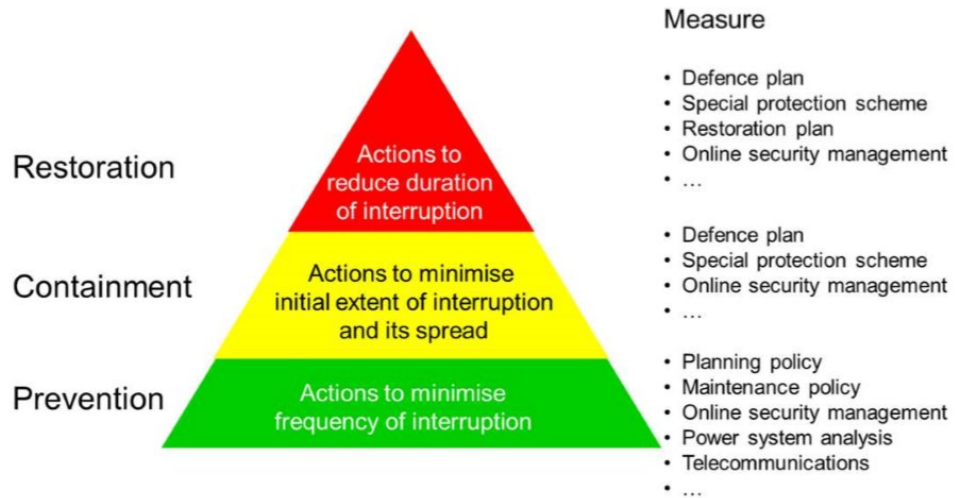 Measure
Restoration
Actions to
reduce duration
of interruption
• Defence plan
• Special protection scheme
• Restoration plan
• Online security management
• ...
Containment
Actions to minimise
initial extent of interruption
and its spread
• Defence plan
• Special protection scheme
• Online security management
• ...
Prevention
Actions to minimise
frequency of interruption
• Planning policy
• Maintenance policy
• Online security management
• Power system analysis
• Telecommunications
• ...